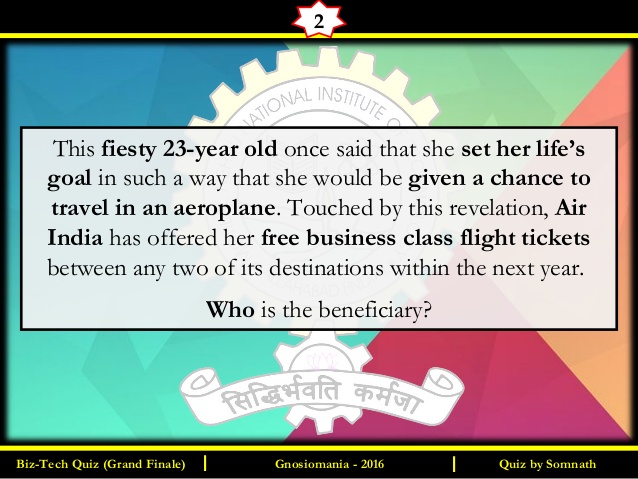 2
NATIONAL INSTITUTE O
This fiesty 23-year old once said that she set her life’s
goal in such a way that she would be given a chance to
travel in an aeroplane. Touched by this revelation, Air
India has offered her free business class flight tickets
between any two of its destinations within the next year.
Who is the beneficiary?
सिद्धिर्भवति कर्मजा
Biz-Tech Quiz (Grand Finale) | Gnosiomania - 2016 | Quiz by Somnath